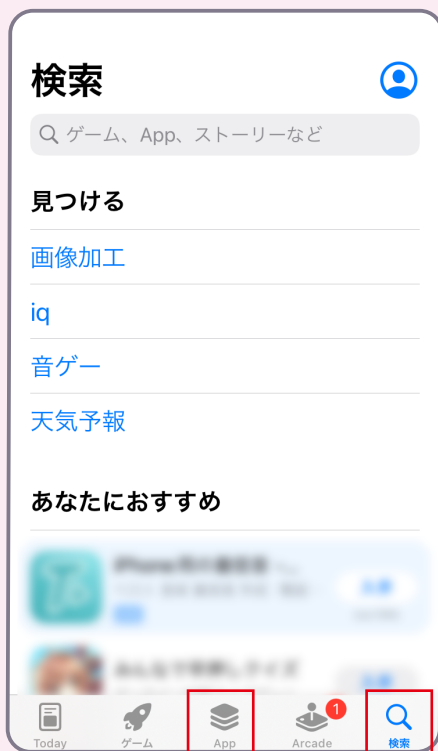 検索
ゲーム、App、ストーリーなど
見つける
画像加工
iq
音ゲー
天気予報
あなたにおすすめ
Today
ゲーム
App
Arcade
1
検索